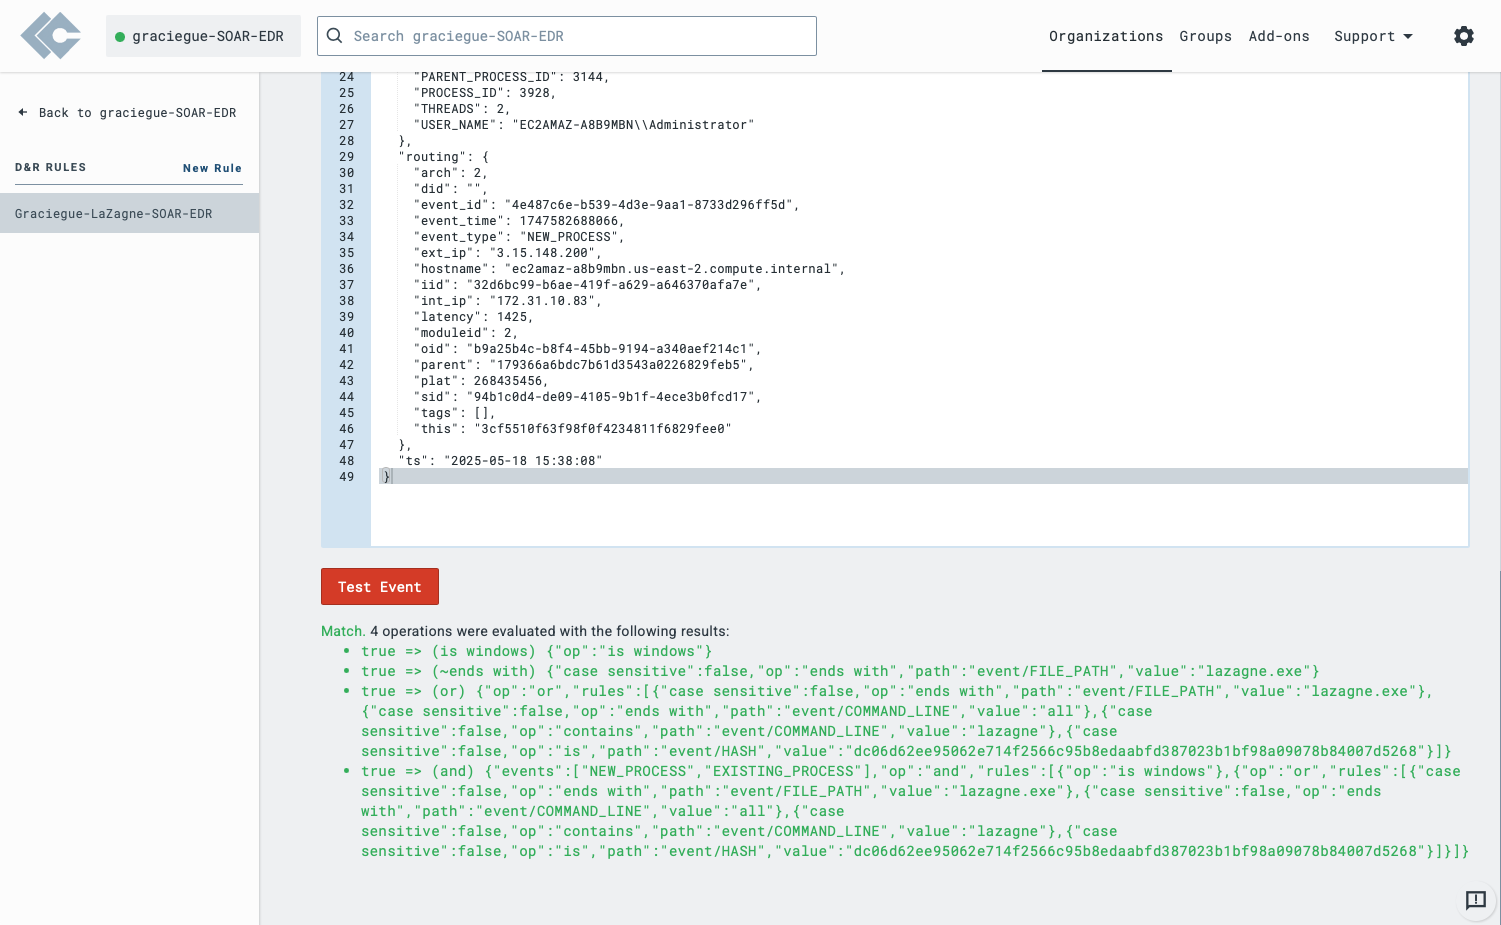 graciegue-SOAR-EDR
Search graciegue-SOAR-EDR
Organizations Groups Add-ons Support
← Back to graciegue-SOAR-EDR
D&R RULES New Rule
Graciegue-LaZagne-SOAR-EDR
24 "PARENT_PROCESS_ID": 3144,
25 "PROCESS_ID": 3928,
26 "THREADS": 2,
27 "USER_NAME": "EC2AMAZ-A8B9MBN\\Administrator"
28 },
29 "routing": {
30 "arch": 2,
31 "did": "",
32 "event_id": "4e487c6e-b539-4d3e-9aa1-8733d296ff5d",
33 "event_time": 1747582688066,
34 "event_type": "NEW_PROCESS",
35 "ext_ip": "3.15.148.200",
36 "hostname": "ec2amaz-a8b9mbn.us-east-2.compute.internal",
37 "iid": "32d6bc99-b6ae-419f-a629-a646370afa7e",
38 "int_ip": "172.31.10.83",
39 "latency": 1425,
40 "moduleid": 2,
41 "oid": "b9a25b4c-b8f4-45bb-9194-a340aef214c1",
42 "parent": "179366a6bdc7b61d3543a0226829feb5",
43 "plat": 268435456,
44 "sid": "94b1c0d4-de09-4105-9b1f-4ece3b0fcd17",
45 "tags": [],
46 "this": "3cf5510f63f98f0f4234811f6829fee0"
47 },
48 "ts": "2025-05-18 15:38:08"
49 }
Test Event
Match. 4 operations were evaluated with the following results:
• true => (is windows) {"op":"is windows"}
• true => (~ends with) {"case sensitive":false,"op":"ends with","path":"event/FILE_PATH","value":"lazagne.exe"}
• true => (or) {"op":"or","rules":[{"case sensitive":false,"op":"ends with","path":"event/FILE_PATH","value":"lazagne.exe"},
{"case sensitive":false,"op":"ends with","path":"event/COMMAND_LINE","value":"all"},{"case
sensitive":false,"op":"contains","path":"event/COMMAND_LINE","value":"lazagne"},{"case
sensitive":false,"op":"is","path":"event/HASH","value":"dc06d62ee95062e714f2566c95b8edaabfd387023b1bf98a09078b84007d5268"}]}
• true => (and) {"events":["NEW_PROCESS","EXISTING_PROCESS"],"op":"and","rules":[{"op":"is windows"},{"op":"or","rules":[{"case
sensitive":false,"op":"ends with","path":"event/FILE_PATH","value":"lazagne.exe"},{"case sensitive":false,"op":"ends
with","path":"event/COMMAND_LINE","value":"all"},{"case
sensitive":false,"op":"contains","path":"event/COMMAND_LINE","value":"lazagne"},{"case
sensitive":false,"op":"is","path":"event/HASH","value":"dc06d62ee95062e714f2566c95b8edaabfd387023b1bf98a09078b84007d5268"}]}]}